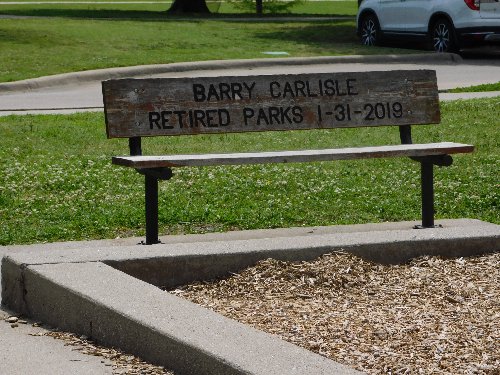 BARRY CARLISLE
RETIRED PARKS 1-31-2019